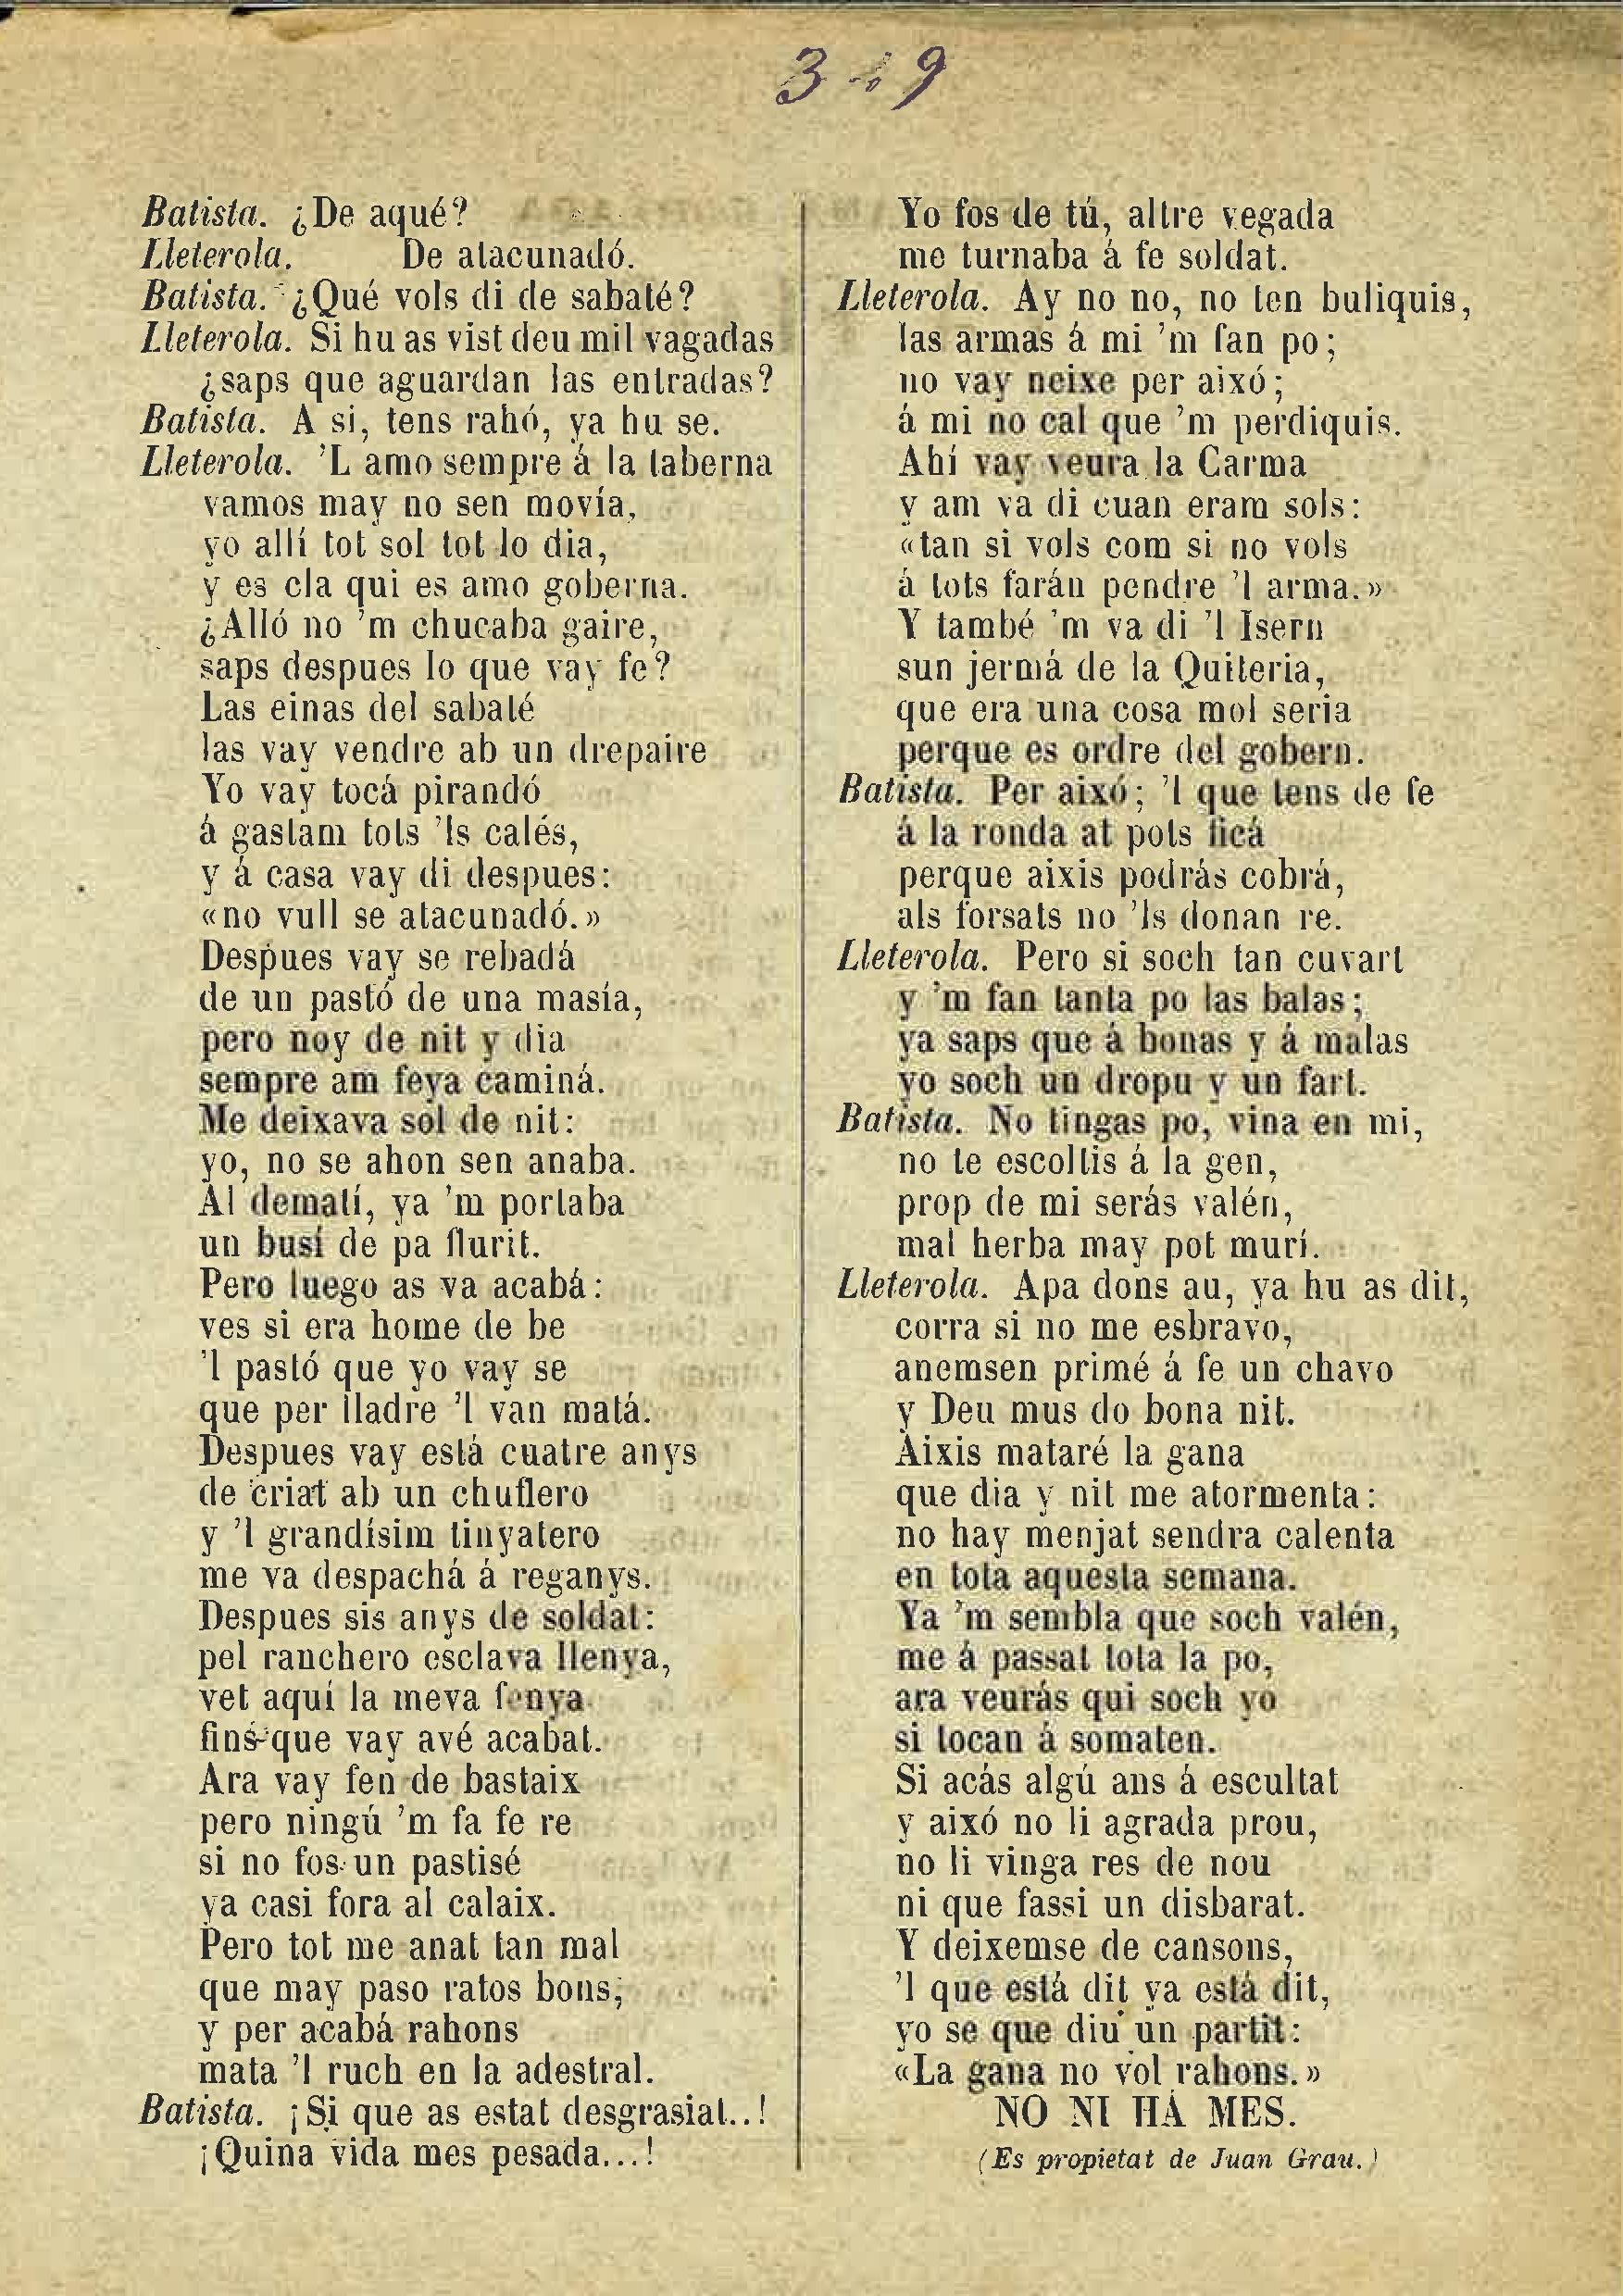 Batista. ¿De aqué?
Lleterola. De atacunadó.
Batista. ¿Qué vols di de sabaté?
Lleterola. Si hu as vist deu mil vagadas
¿saps que aguardan las entradas?
Batista. A si, tens rahó, ya hu se.
Lleterola. 'L amo sempre á la taberna
vamos may no sen movía,
yo allí tot sol tot lo dia,
y es cla qui es amo goberna.
¿Alló no 'm chucaba gaire,
saps despues lo que vay fe?
Las einas del sabaté
las vay vendre ab un drepaire
Yo vay tocá pirandó
á gastam tots 'ls calés,
y á casa vay di despues:
«no vull se atacunadó.»
Despues vay se rebadá
de un pastó de una masía,
pero noy de nit y dia
sempre am feya caminá.
Me deixava sol de nit:
yo, no se ahon sen anaba.
Al dematí, ya 'm portaba
un busí de pa flurit.
Pero luego as va acabá:
ves si era home de be
'l pastó que yo vay se
que per lladre 'l van matá.
Despues vay está cuatre anys
de criat ab un chuflero
y 'l grandísim tinyatero
me va despachá á reganys.
Despues sis anys de soldat:
pel ranchero esclava llenya,
vet aquí la meva fenya
fins que vay avé acabat.
Ara vay fen de bastaix
pero ningú 'm fa fe re
si no fos un pastisé
ya casi fora al calaix.
Pero tot me anat tan mal
que may paso ratos bons,
y per acabá rahons
mata 'l ruch en la adestral.
Batista. ¡Si que as estat desgrasiat..!
¡Quina vida mes pesada...!
3 9
Yo fos de tú, altre vegada
me turnaba á fe soldat.
Lleterola. Ay no no, no ten buliquis,
las armas á mi 'm fan po;
no vay neixe per aixó;
á mi no cal que 'm perdiquis.
Ahí vay veura la Carma
y am va di cuan eram sols:
«tan si vols com si no vols
á tots farán pendre 'l arma.»
Y també 'm va di 'l Isern
sun jermá de la Quiteria,
que era una cosa mol seria
perque es ordre del gobern.
Batista. Per aixó; 'l que tens de fe
á la ronda at pots ficá
perque aixis podrás cobrá,
als forsats no 'ls donan re.
Lleterola. Pero si soch tan cuvart
y 'm fan tanta po las balas;
ya saps que á bonas y á malas
yo soch un dropu y un fart.
Batista. No tingas po, vina en mi,
no te escoltis á la gen,
prop de mi serás valén,
mal herba may pot murí.
Lleterola. Apa dons au, ya hu as dit,
corra si no me esbravo,
anemsen primé á fe un chavo
y Deu mus do bona nit.
Aixis mataré la gana
que dia y nit me atormenta:
no hay menjat sendra calenta
en tota aquesta semana.
Ya 'm sembla que soch valén,
me á passat tota la po,
ara veurás qui soch yo
si tocan á somaten.
Si acás algú ans á escultat
y aixó no li agrada prou,
no li vinga res de nou
ni que fassi un disbarat.
Y deixemse de cansons,
'l que está dit ya está dit,
yo se que diu un partit:
«La gana no vol rahons.»
NO NI HÁ MES.
(Es propietat de Juan Grau.)